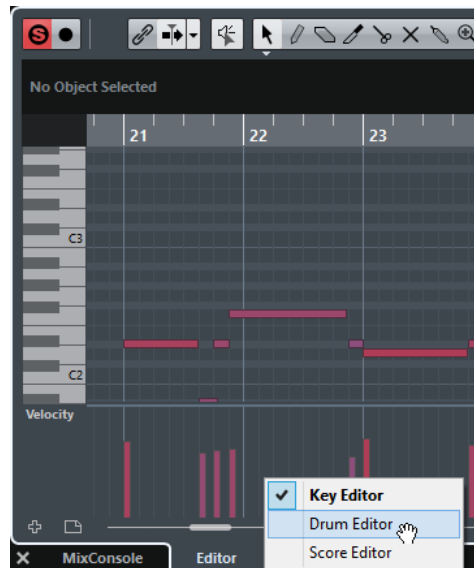 S
No Object Selected
21 22 23
C3
C2
Velocity
✓ Key Editor
Drum Editor
Score Editor
MixConsole Editor